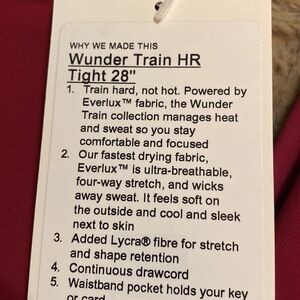 WHY WE MADE THIS
Wunder Train HR
Tight 28"
1. Train hard, not hot. Powered by
Everlux™ fabric, the Wunder
Train collection manages heat
and sweat so you stay
comfortable and focused
2. Our fastest drying fabric,
Everlux™ is ultra-breathable,
four-way stretch, and wicks
away sweat. It feels soft on
the outside and cool and sleek
next to skin
3. Added Lycra® fibre for stretch
and shape retention
4. Continuous drawcord
5. Waistband pocket holds your key
or card